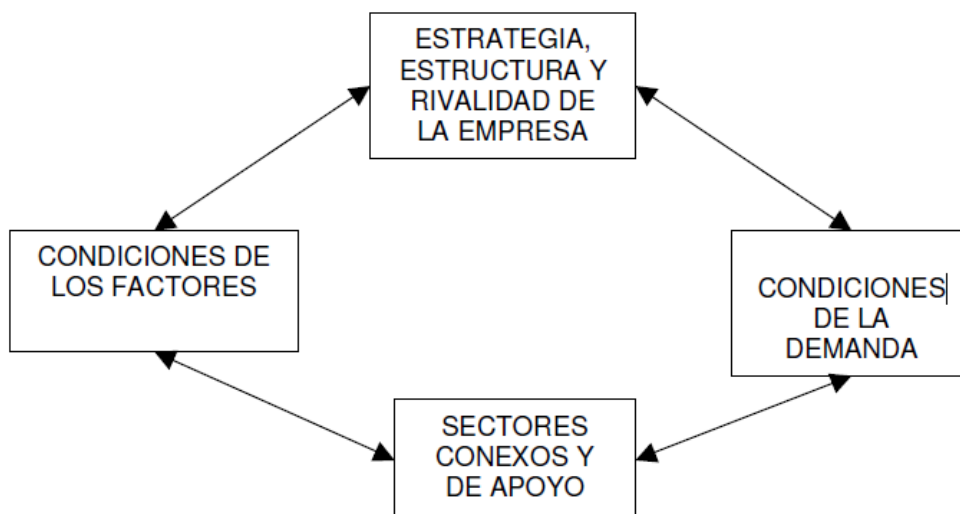 ESTRATEGIA,
ESTRUCTURA Y
RIVALIDAD DE
LA EMPRESA
CONDICIONES DE
LOS FACTORES
CONDICIONES
DE LA
DEMANDA
SECTORES
CONEXOS Y
DE APOYO